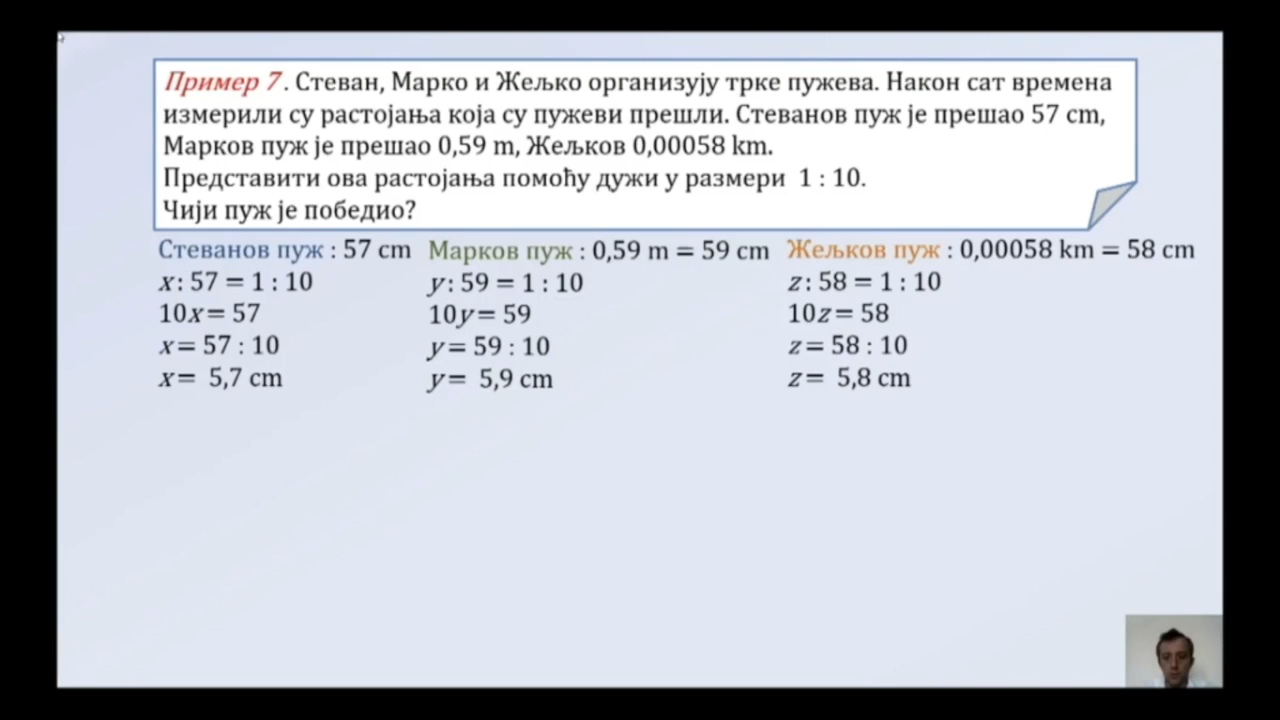 Пример 7. Стеван, Марко и Жељко организују трке пужева. Након сат времена
измерили су растојања која су пужеви прешли. Стеванов пуж је прешао 57 cm,
Марков пуж је прешао 0,59 m, Жељков 0,00058 km.
Представити ова растојања помоћу дужи у размери 1 : 10.
Чији пуж је победио?
Стеванов пуж : 57 cm
x : 57 = 1 : 10
10x = 57
x = 57 : 10
x = 5,7 cm
Марков пуж : 0,59 m = 59 cm
y : 59 = 1 : 10
10y = 59
y = 59 : 10
y = 5,9 cm
Жељков пуж : 0,00058 km = 58 cm
z : 58 = 1 : 10
10z = 58
z = 58 : 10
z = 5,8 cm